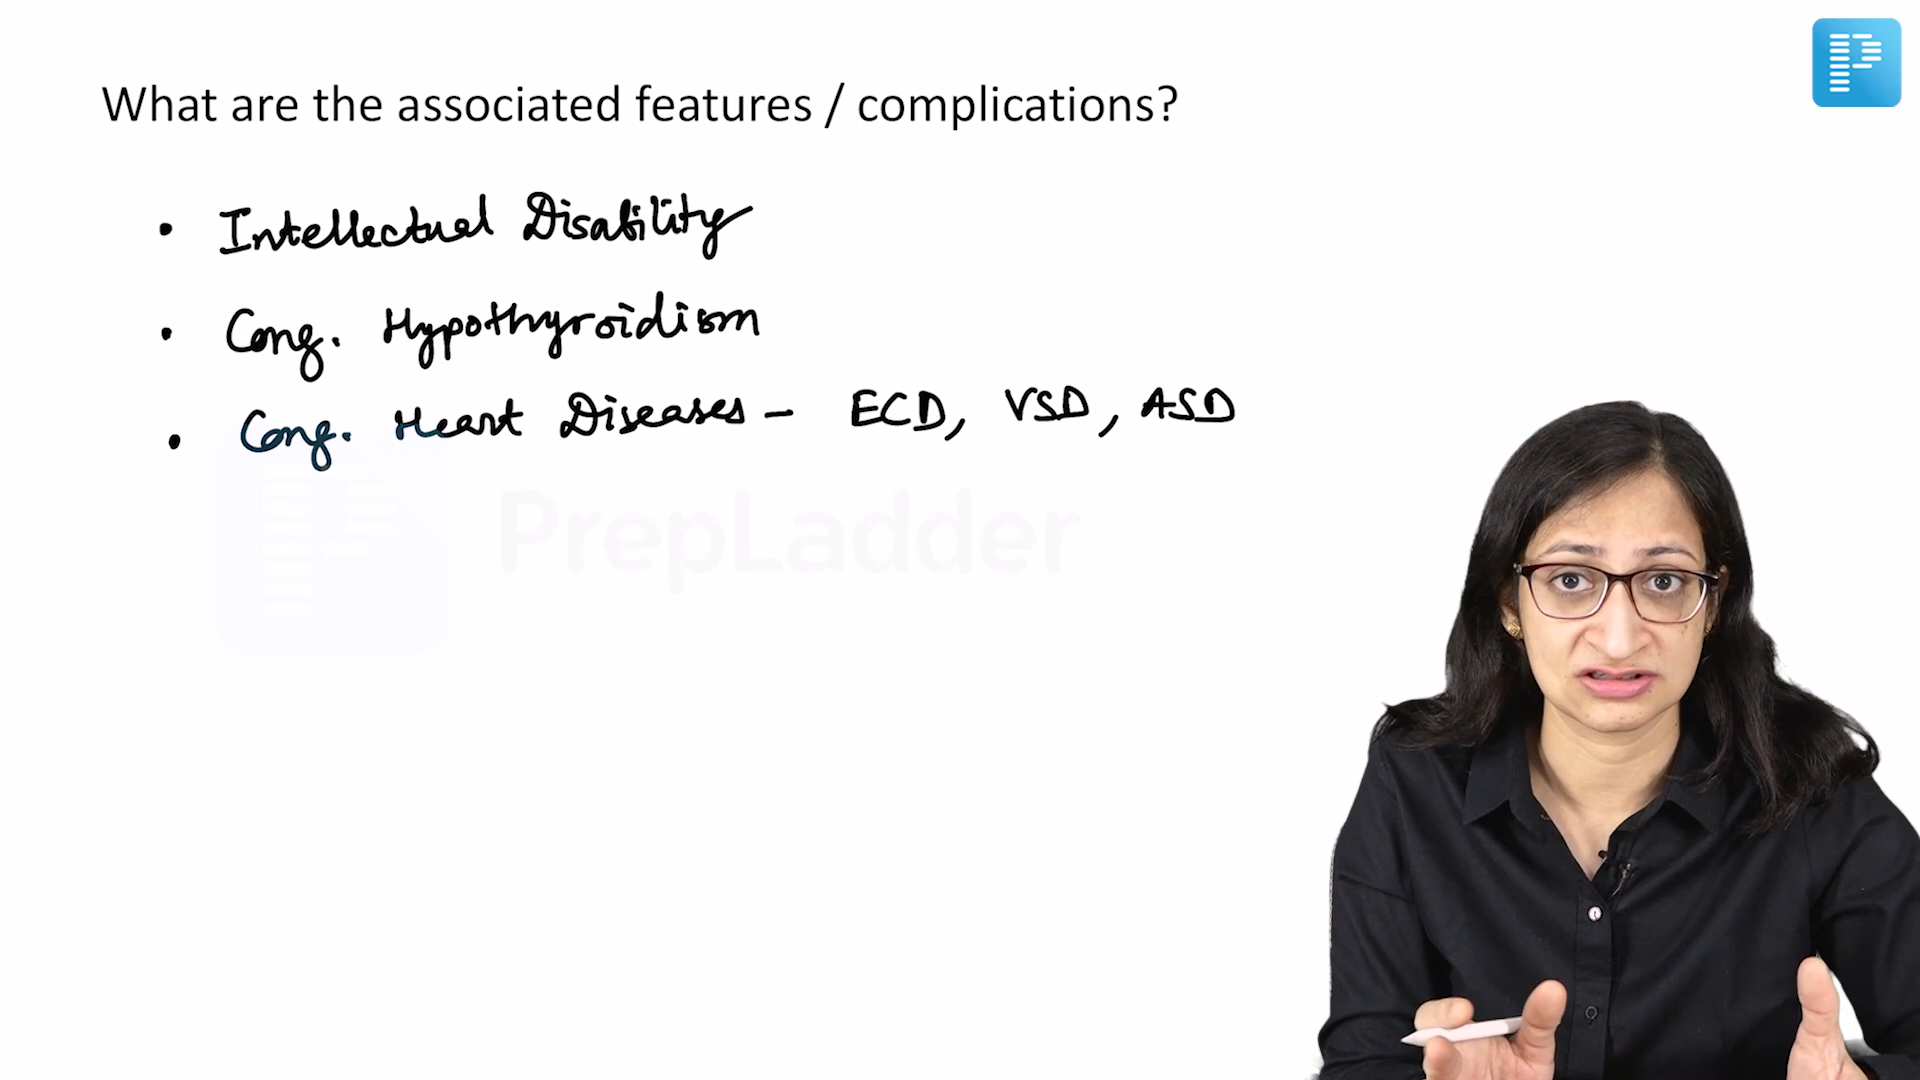 What are the associated features / complications?
• Intellectual Disability
• Cong. Hypothyroidism
• Cong. Heart Diseases - ECD, VSD, ASD
PrepLadder